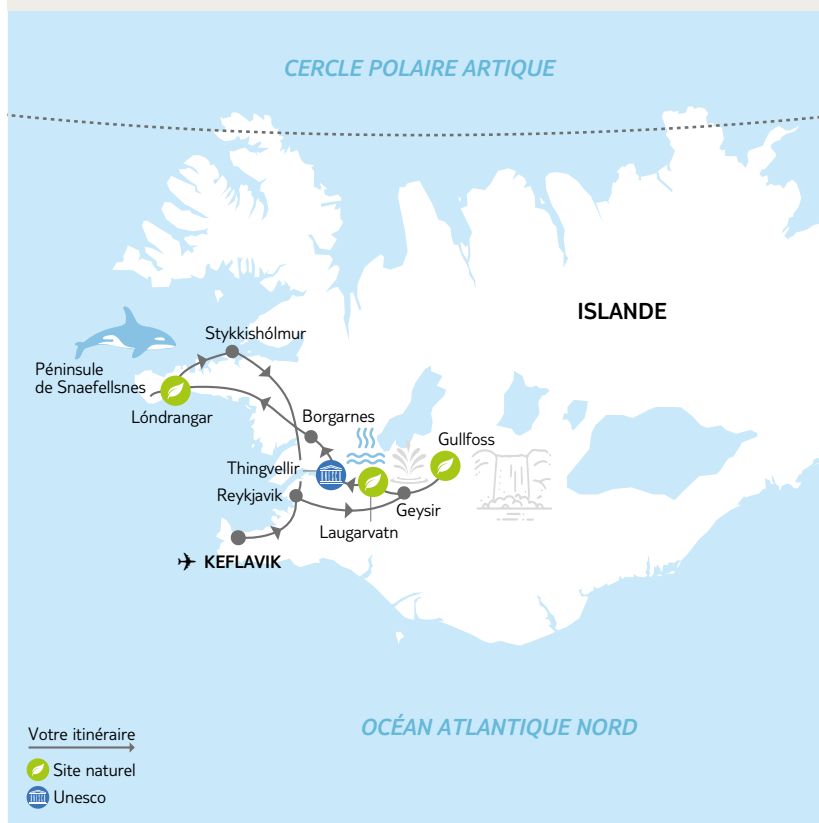 CERCLE POLAIRE ARTIQUE
ISLANDE
Stykkishólmur
Péninsule
de Snaefellsnes
Lóndrangar
Borgarnes
Gullfoss
Thingvellir
Reykjavik
Geysir
Laugarvatn
KEFLAVIK
OCÉAN ATLANTIQUE NORD
Votre itinéraire
Site naturel
Unesco